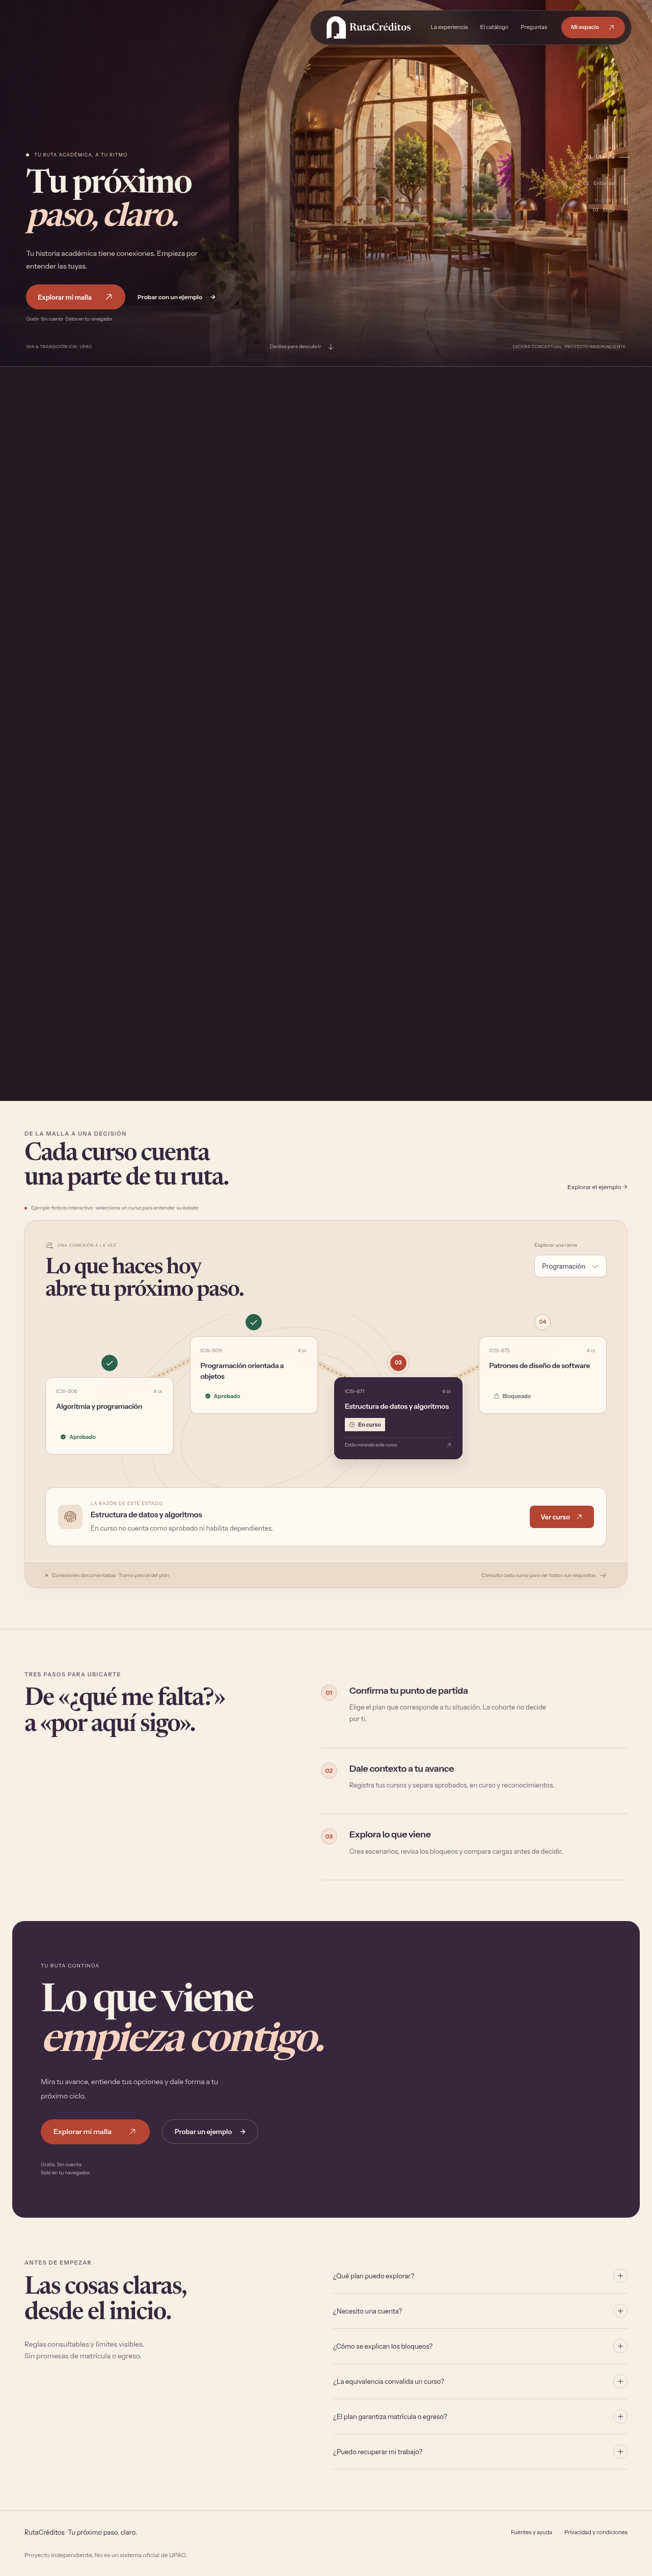 RutaCréditos
La experiencia
El catálogo
Preguntas
Mi espacio
TU RUTA ACADÉMICA, A TU RITMO
Tu próximo
paso, claro.
Tu historia académica tiene conexiones. Empieza por
entender las tuyas.
Explorar mi malla
Probar con un ejemplo
Gratis · Sin cuenta · Datos en tu navegador
01
02 Entiende
03
Desliza para descubrir
ESCENA CONCEPTUAL · PROYECTO INDEPENDIENTE
DE LA MALLA A UNA DECISIÓN
Cada curso cuenta
una parte de tu ruta.
Explorar el ejemplo →
Ejemplo ficticio interactivo · selecciona un curso para entender su estado
UNA CONEXIÓN A LA VEZ
Lo que haces hoy
abre tu próximo paso.
Explorar una rama
Programación
ICSI-506
4 cr.
Algoritmia y programación
Aprobado
ICSI-509
4 cr.
Programación orientada a
objetos
Aprobado
03
ICSI-671
4 cr.
Estructura de datos y algoritmos
En curso
Estás mirando este curso
04
ICSI-675
4 cr.
Patrones de diseño de software
Bloqueado
LA RAZÓN DE ESTE ESTADO
Estructura de datos y algoritmos
En curso no cuenta como aprobado ni habilita dependientes.
Ver curso
Conexiones documentadas · Tramo parcial del plan
Consulta cada curso para ver todos sus requisitos
TRES PASOS PARA UBICARTE
De «¿qué me falta?»
a «por aquí sigo».
01
Confirma tu punto de partida
Elige el plan que corresponde a tu situación. La cohorte no decide
por ti.
02
Dale contexto a tu avance
Registra tus cursos y separa aprobados, en curso y reconocimientos.
03
Explora lo que viene
Crea escenarios, revisa los bloqueos y compara cargas antes de decidir.
TU RUTA CONTINÚA
Lo que viene
empieza contigo.
Mira tu avance, entiende tus opciones y dale forma a tu
próximo ciclo.
Explorar mi malla
Probar un ejemplo
Gratis. Sin cuenta.
Solo en tu navegador.
ANTES DE EMPEZAR
Las cosas claras,
desde el inicio.
Reglas consultables y límites visibles.
Sin promesas de matrícula o egreso.
¿Qué plan puedo explorar?
¿Necesito una cuenta?
¿Cómo se explican los bloqueos?
¿La equivalencia convalida un curso?
¿El plan garantiza matrícula o egreso?
¿Puedo recuperar mi trabajo?
RutaCréditos · Tu próximo paso, claro.
Fuentes y ayuda
Privacidad y condiciones
Proyecto independiente. No es un sistema oficial de UPAO.